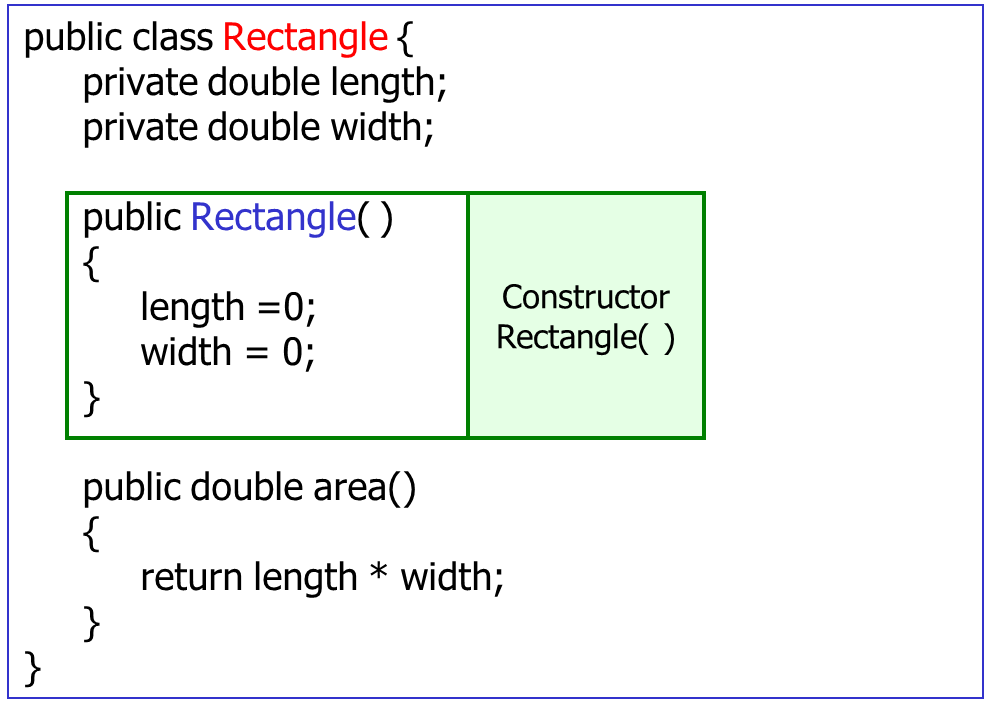 public class Rectangle {
private double length;
private double width;
public Rectangle( )
{
length =0;
width = 0;
}
Constructor
Rectangle( )
public double area()
{
return length * width;
}
}